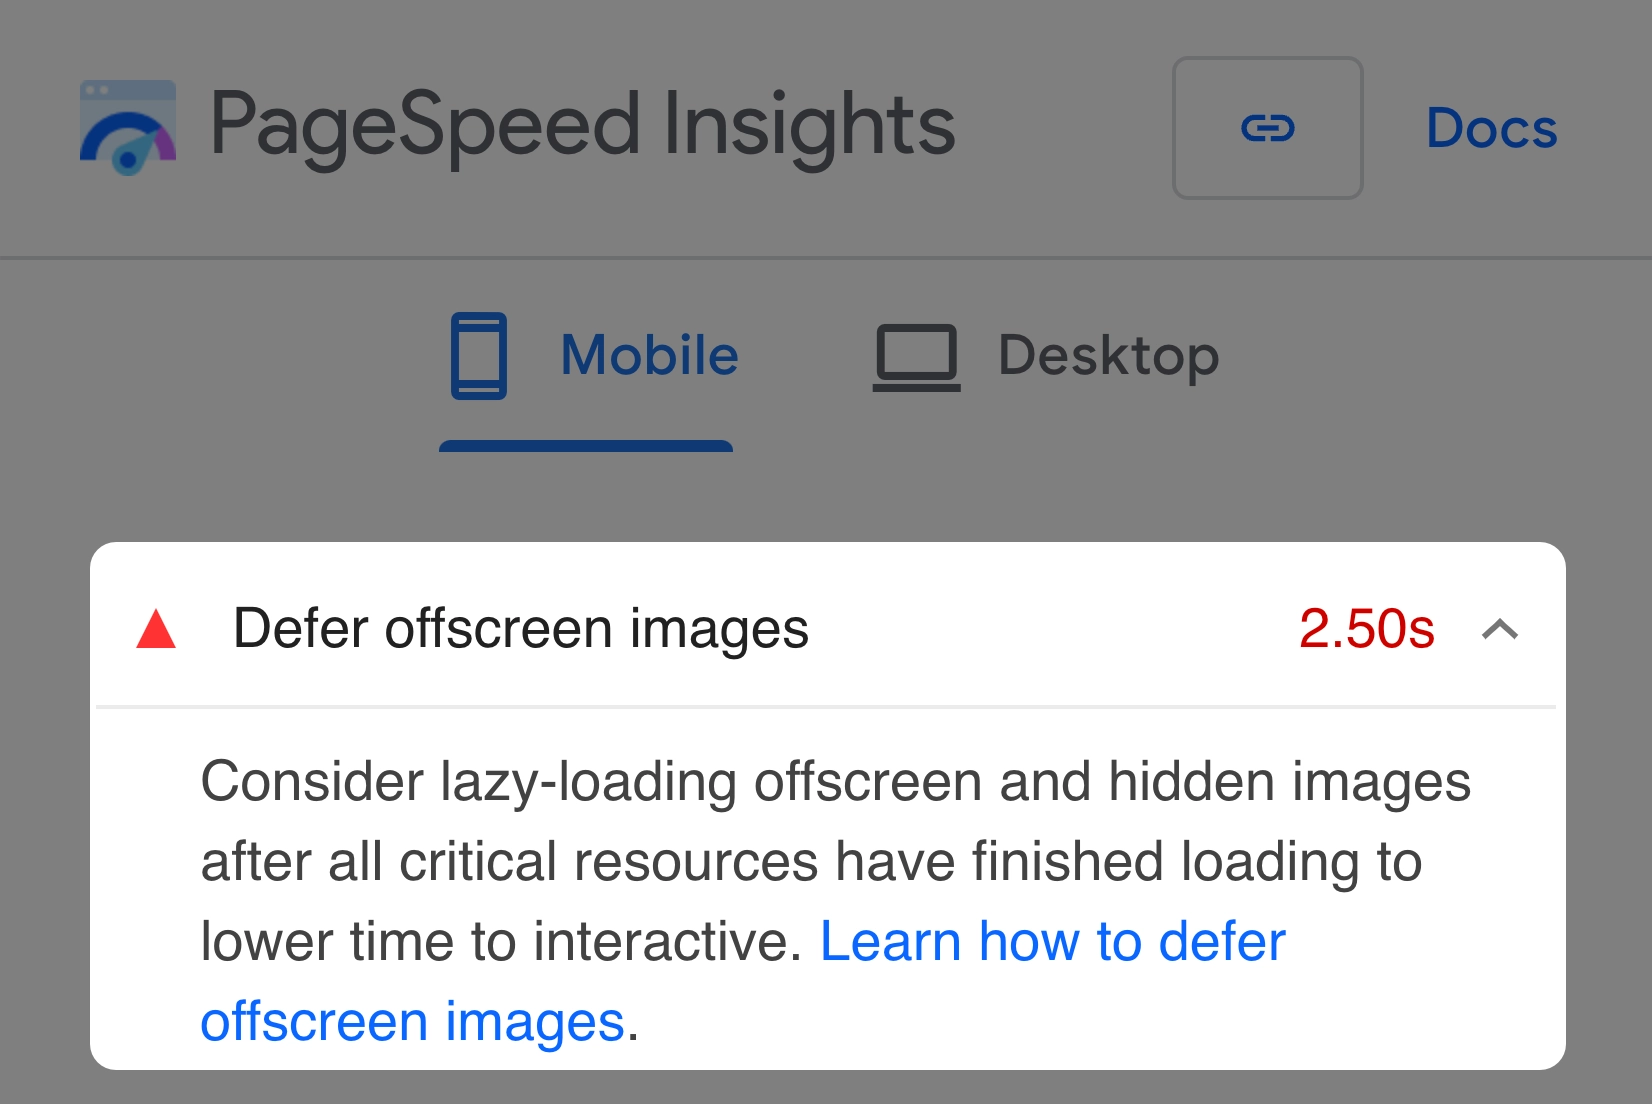 PageSpeed Insights
Docs
Mobile
Desktop
Defer offscreen images
2.50s
Consider lazy-loading offscreen and hidden images
after all critical resources have finished loading to
lower time to interactive. Learn how to defer
offscreen images.